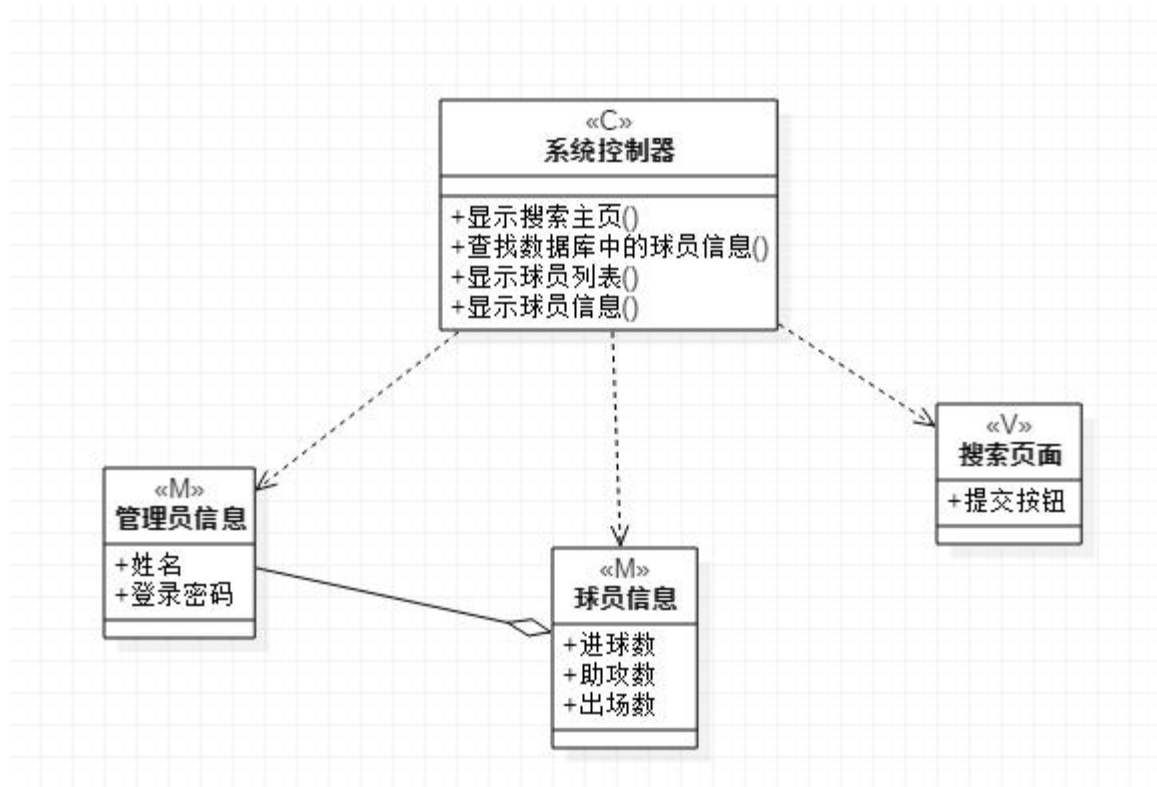 «C»
系统控制器
+显示搜索主页()
+查找数据库中的球员信息()
+显示球员列表()
+显示球员信息()
«M»
管理员信息
+姓名
+登录密码
«M»
球员信息
+进球数
+助攻数
+出场数
«V»
搜索页面
+提交按钮